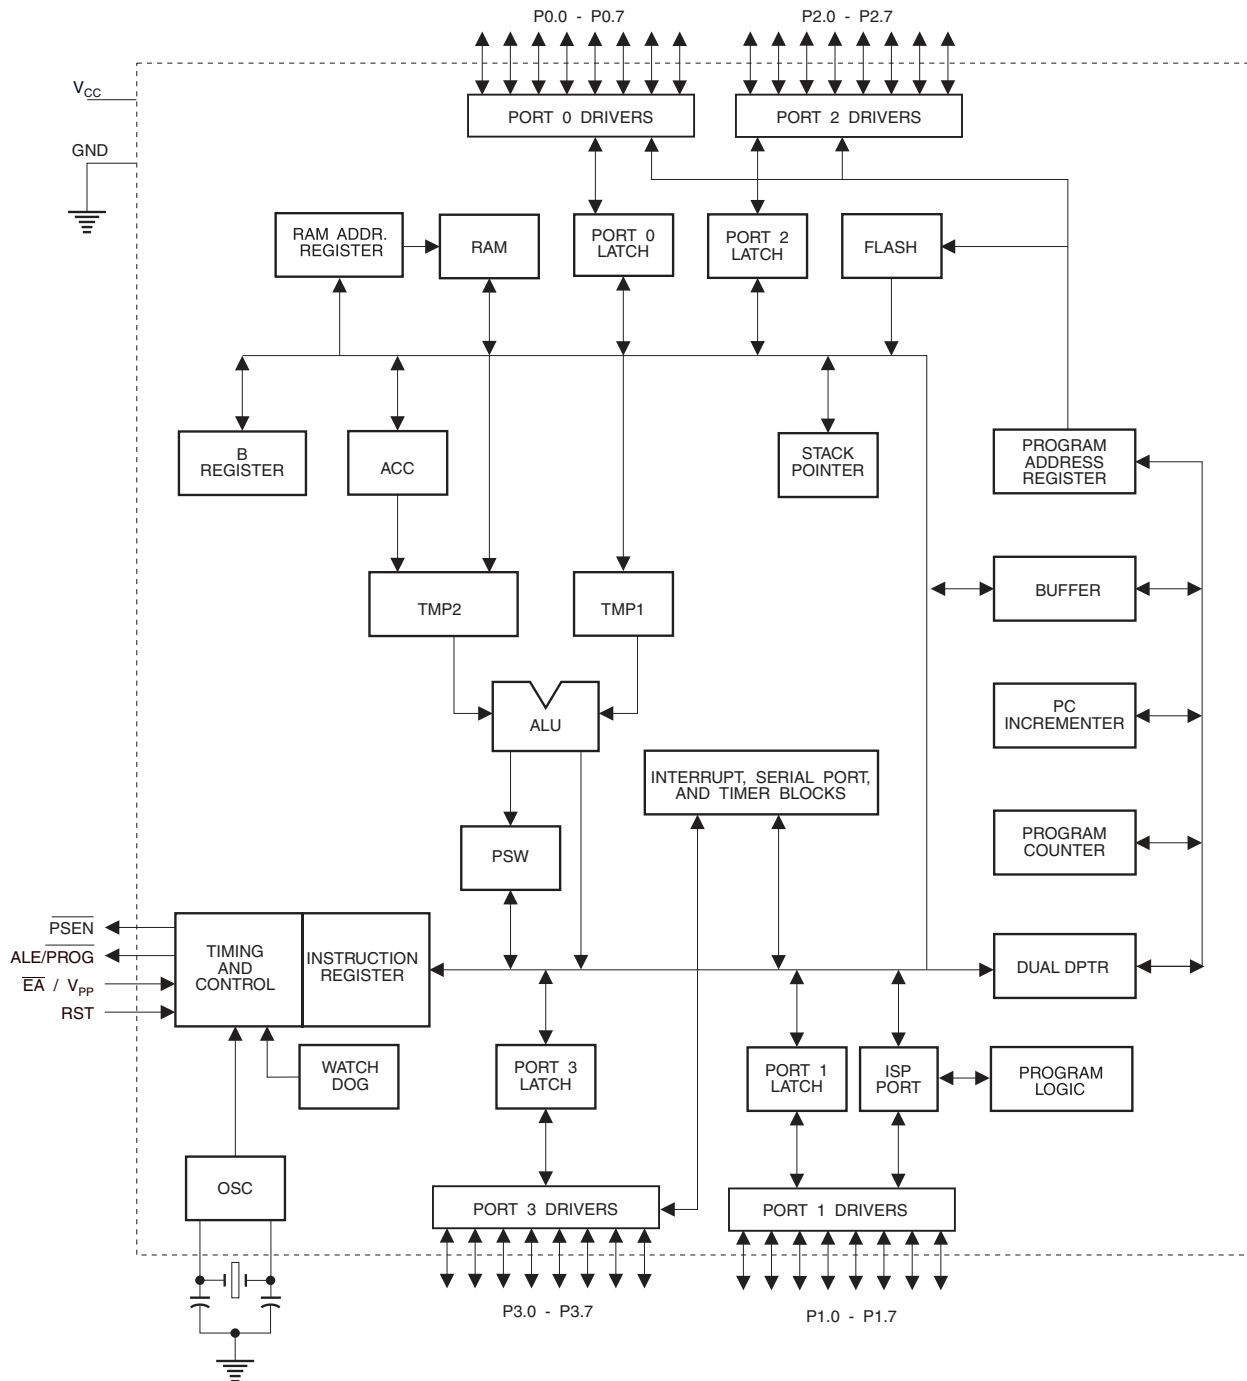 P0.0 - P0.7
P2.0 - P2.7
VCC
GND
PORT 0 DRIVERS
PORT 2 DRIVERS
RAM ADDR.
REGISTER
RAM
PORT 0
LATCH
PORT 2
LATCH
FLASH
B
REGISTER
ACC
STACK
POINTER
PROGRAM
ADDRESS
REGISTER
TMP2
TMP1
BUFFER
ALU
PC
INCREMENTER
INTERRUPT, SERIAL PORT,
AND TIMER BLOCKS
PSW
PROGRAM
COUNTER
PSEN
ALE/PROG
EA / VPP
RST
TIMING
AND
CONTROL
INSTRUCTION
REGISTER
DUAL DPTR
WATCH
DOG
PORT 3
LATCH
PORT 1
LATCH
ISP
PORT
PROGRAM
LOGIC
OSC
PORT 3 DRIVERS
PORT 1 DRIVERS
P3.0 - P3.7
P1.0 - P1.7